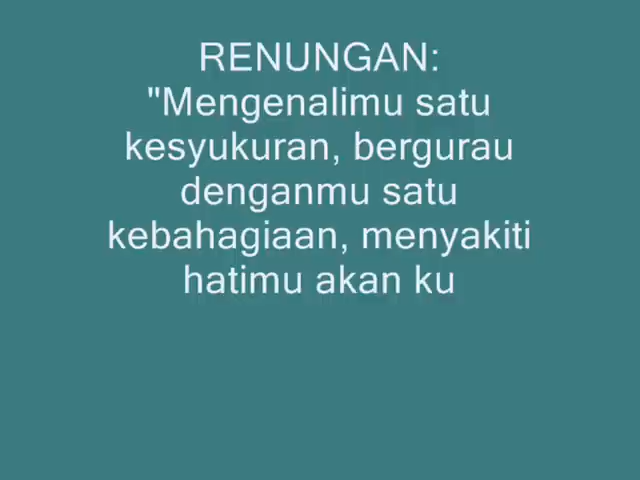 RENUNGAN:
"Mengenalimu satu
kesyukuran, bergurau
denganmu satu
kebahagiaan, menyakiti
hatimu akan ku